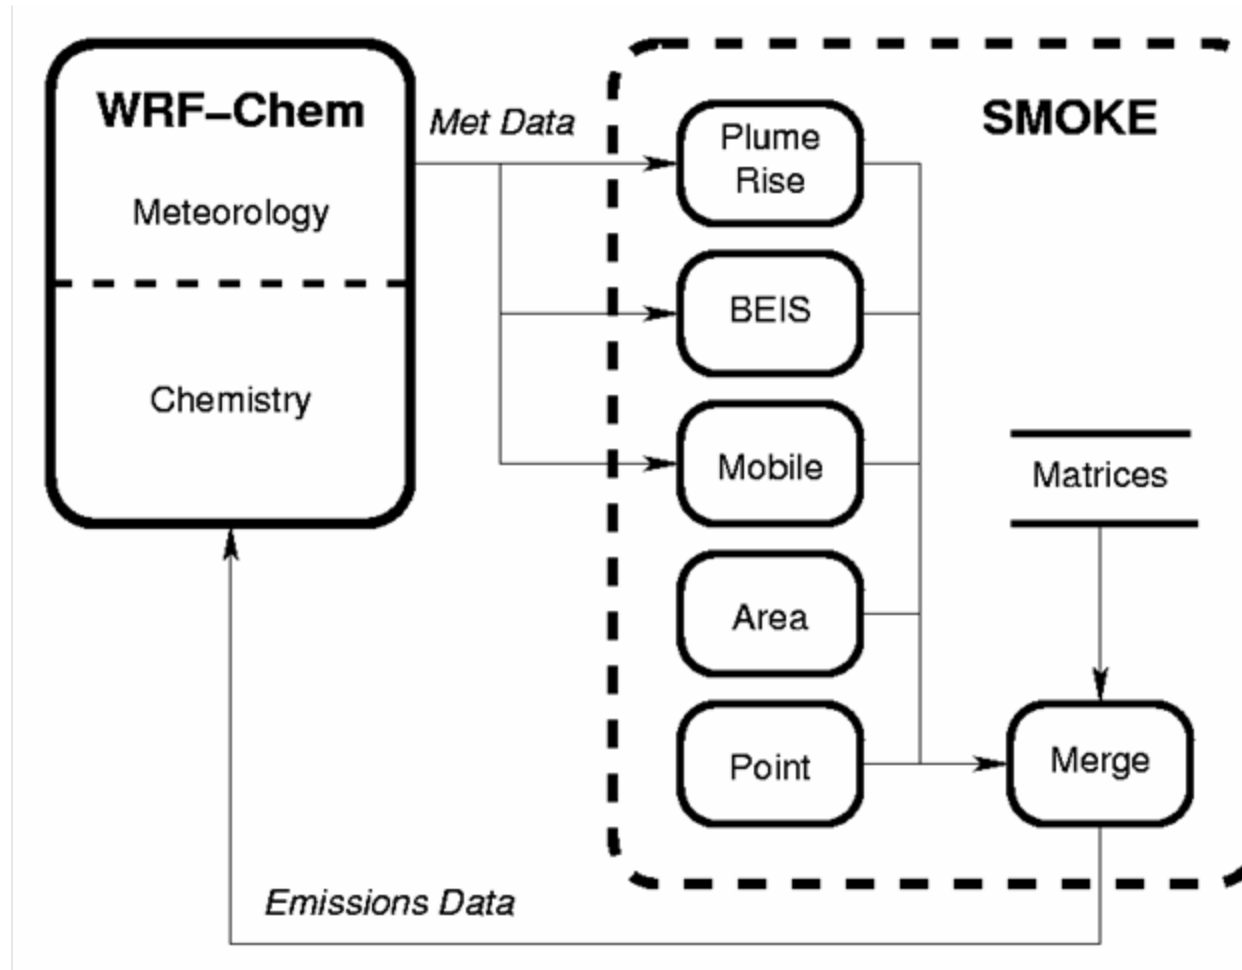 WRF–Chem
Meteorology
Chemistry
Met Data
SMOKE
Plume
Rise
BEIS
Mobile
Area
Point
Matrices
Merge
Emissions Data